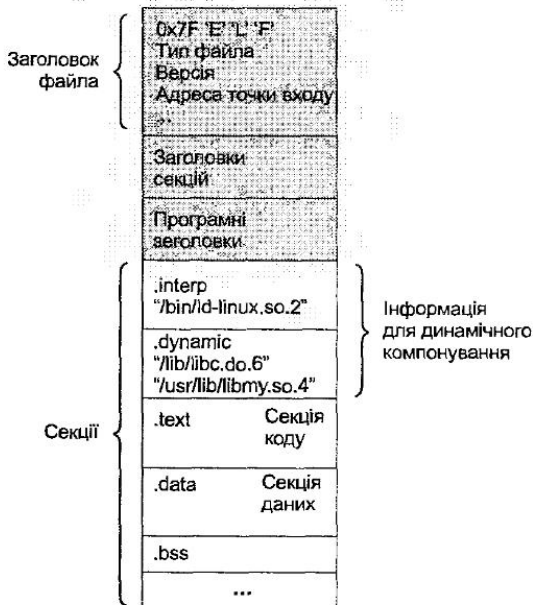 Заголовок
файла
0x7F 'E' 'L' 'F'
Тип файла
Версія
Адреса точки входу
...
Заголовки
секцій
Програмні
заголовки
.interp
"/bin/ld-linux.so.2"
.dynamic
"/lib/libc.do.6"
"/usr/lib/libmy.so.4"
Інформація
для динамічного
компонування
Секції
.text Секція
коду
.data Секція
даних
.bss
...